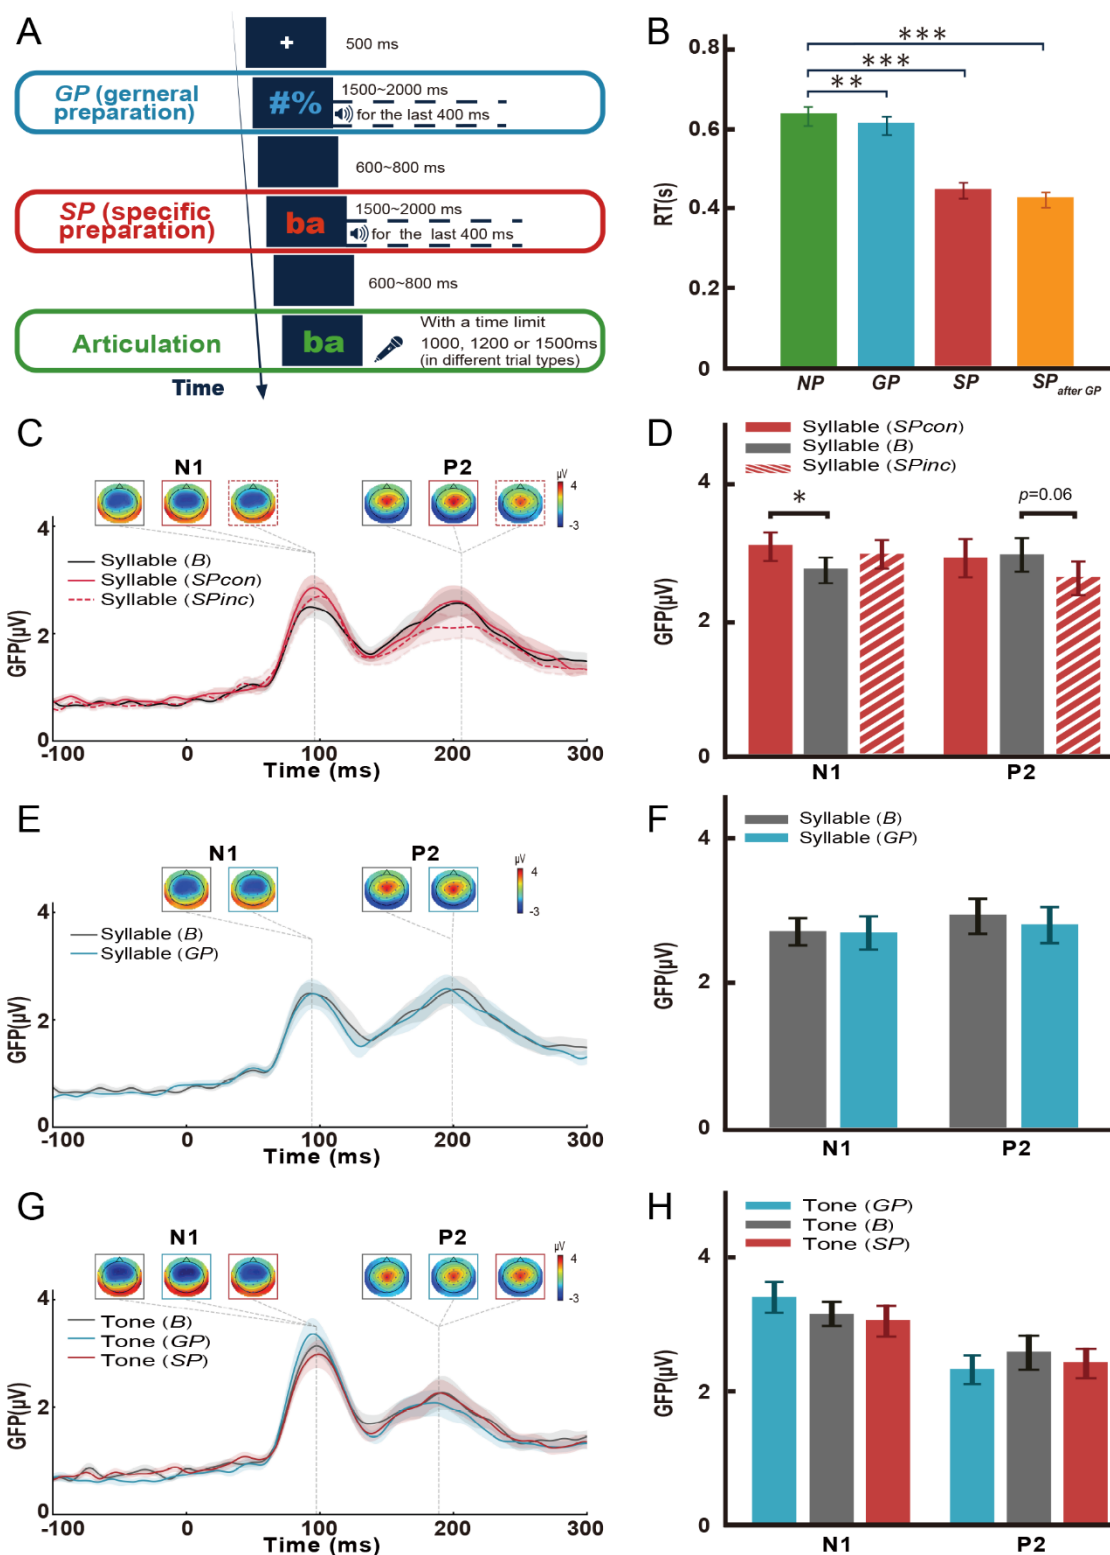 A
+
500 ms
GP (gerneral
preparation)
#%
1500~2000 ms
for the last 400 ms
600~800 ms
SP (specific
preparation)
ba
1500~2000 ms
for the last 400 ms
600~800 ms
Articulation
ba
With a time limit
1000, 1200 or 1500ms
(in different trial types)
Time
B
***
***
**
0.8
0.6
0.4
0.2
0
RT(s)
NP
GP
SP
SP after GP
C
N1
P2
μV
4
-3
Syllable (B)
Syllable (SPcon)
Syllable (SPinc)
4
2
0
GFP(μV)
-100
0
100
200
300
Time (ms)
D
Syllable (SPcon)
Syllable (B)
Syllable (SPinc)
*
p=0.06
4
2
0
GFP(μV)
N1
P2
E
N1
P2
μV
4
-3
Syllable (B)
Syllable (GP)
4
2
0
GFP(μV)
-100
0
100
200
300
Time (ms)
F
Syllable (B)
Syllable (GP)
4
2
0
GFP(μV)
N1
P2
G
N1
P2
μV
4
-3
Tone (B)
Tone (GP)
Tone (SP)
4
2
0
GFP(μV)
-100
0
100
200
300
Time (ms)
H
Tone (GP)
Tone (B)
Tone (SP)
4
2
0
GFP(μV)
N1
P2